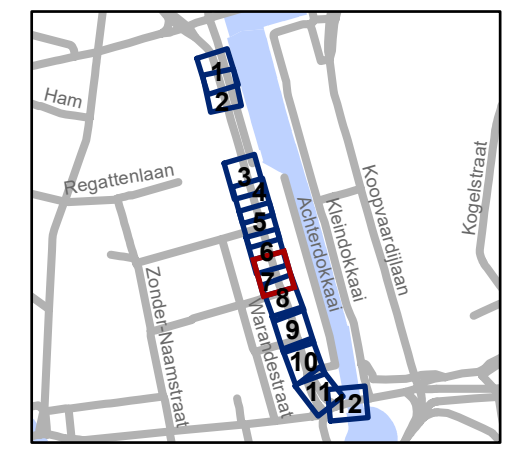 1
Ham
2
Kogelstraat
Regattenlaan
3
4
Koopvaardijlaan
Kleindokkaai
Achterdokkaai
5
6
Zonder-Naamstraat
7
8
Warandestraat
9
10
11
12